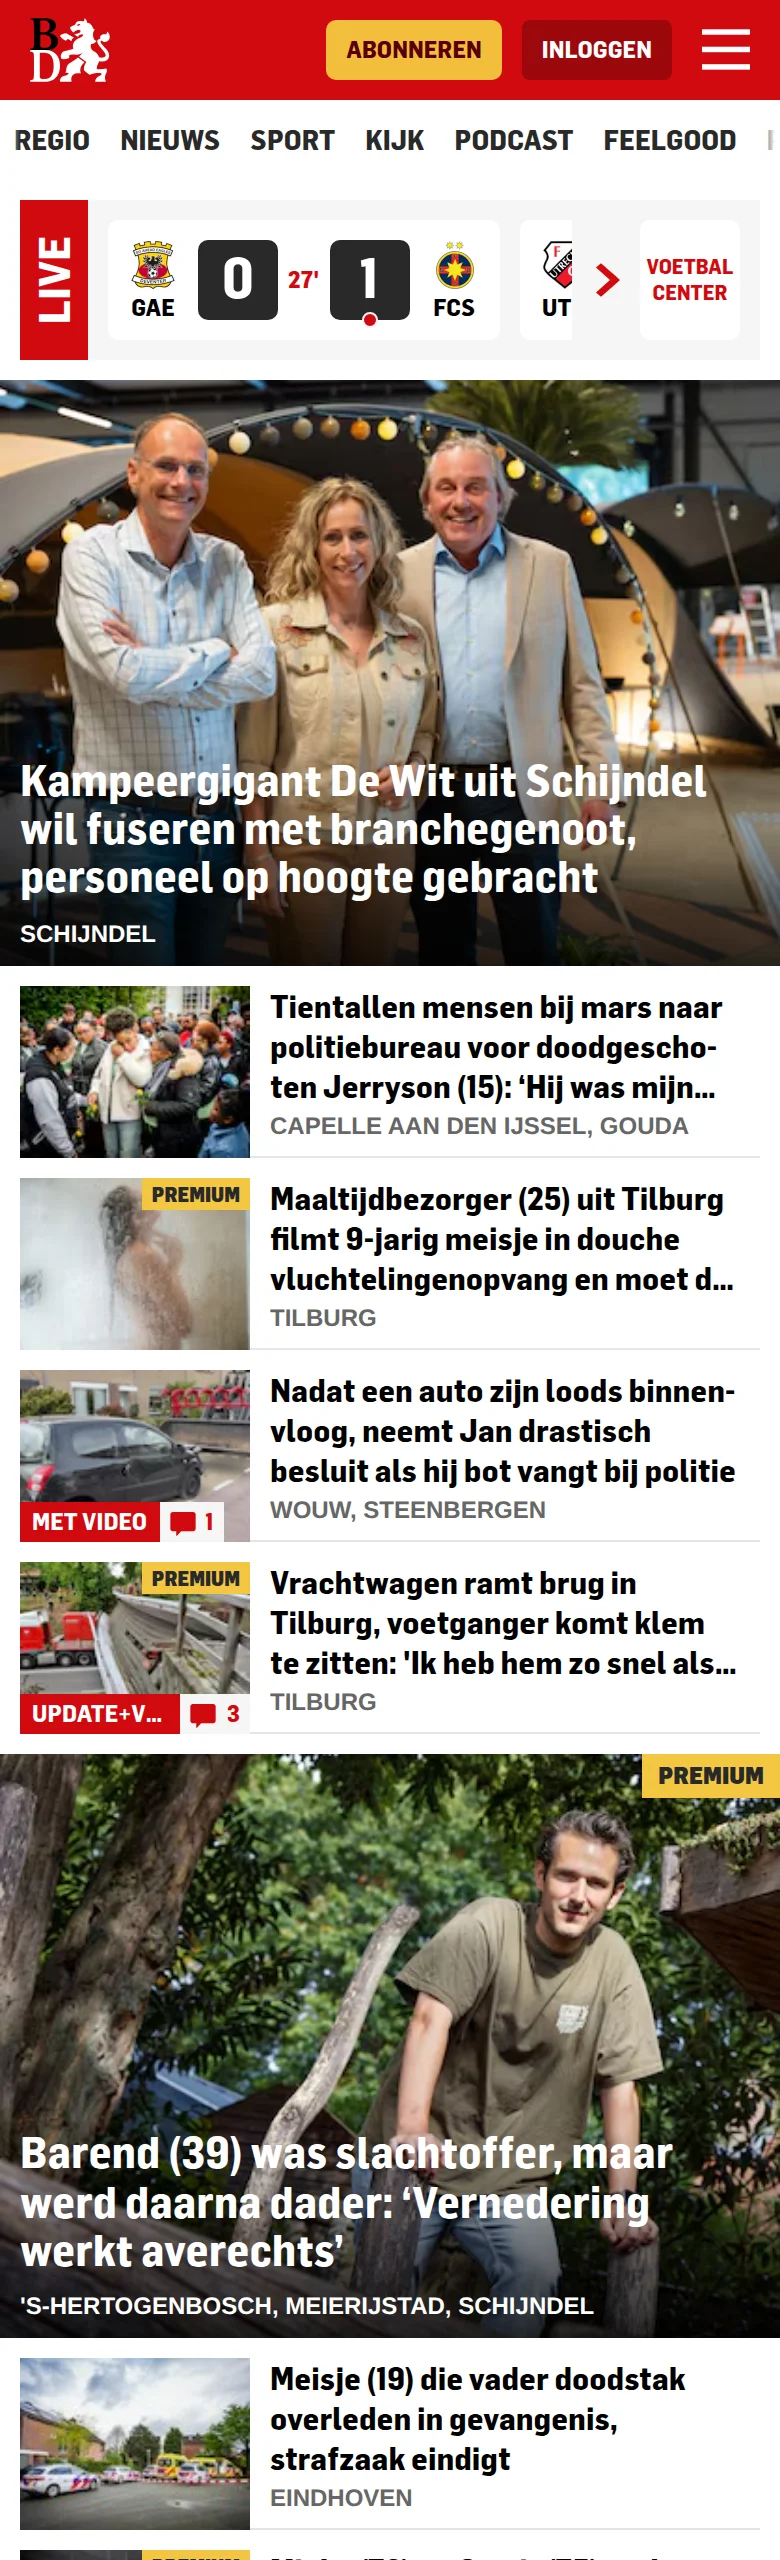 B
D
ABONNEREN
INLOGGEN
REGIO NIEUWS SPORT KIJK PODCAST FEELGOOD
LIVE
GAE
0
27'
1
FCS
UTRECHT
UT
VOETBAL
CENTER
Kampeergigant De Wit uit Schijndel
wil fuseren met branchegenoot,
personeel op hoogte gebracht
SCHIJNDEL
Tientallen mensen bij mars naar
politiebureau voor doodgescho-
ten Jerryson (15): ‘Hij was mijn...
CAPELLE AAN DEN IJSSEL, GOUDA
PREMIUM
Maaltijdbezorger (25) uit Tilburg
filmt 9-jarig meisje in douche
vluchtelingenopvang en moet d...
TILBURG
Nadat een auto zijn loods binnen-
vloog, neemt Jan drastisch
besluit als hij bot vangt bij politie
WOUW, STEENBERGEN
MET VIDEO
1
PREMIUM
Vrachtwagen ramt brug in
Tilburg, voetganger komt klem
te zitten: 'Ik heb hem zo snel als...
TILBURG
UPDATE+V...
3
PREMIUM
Barend (39) was slachtoffer, maar
werd daarna dader: ‘Vernedering
werkt averechts’
'S-HERTOGENBOSCH, MEIERIJSTAD, SCHIJNDEL
Meisje (19) die vader doodstak
overleden in gevangenis,
strafzaak eindigt
EINDHOVEN